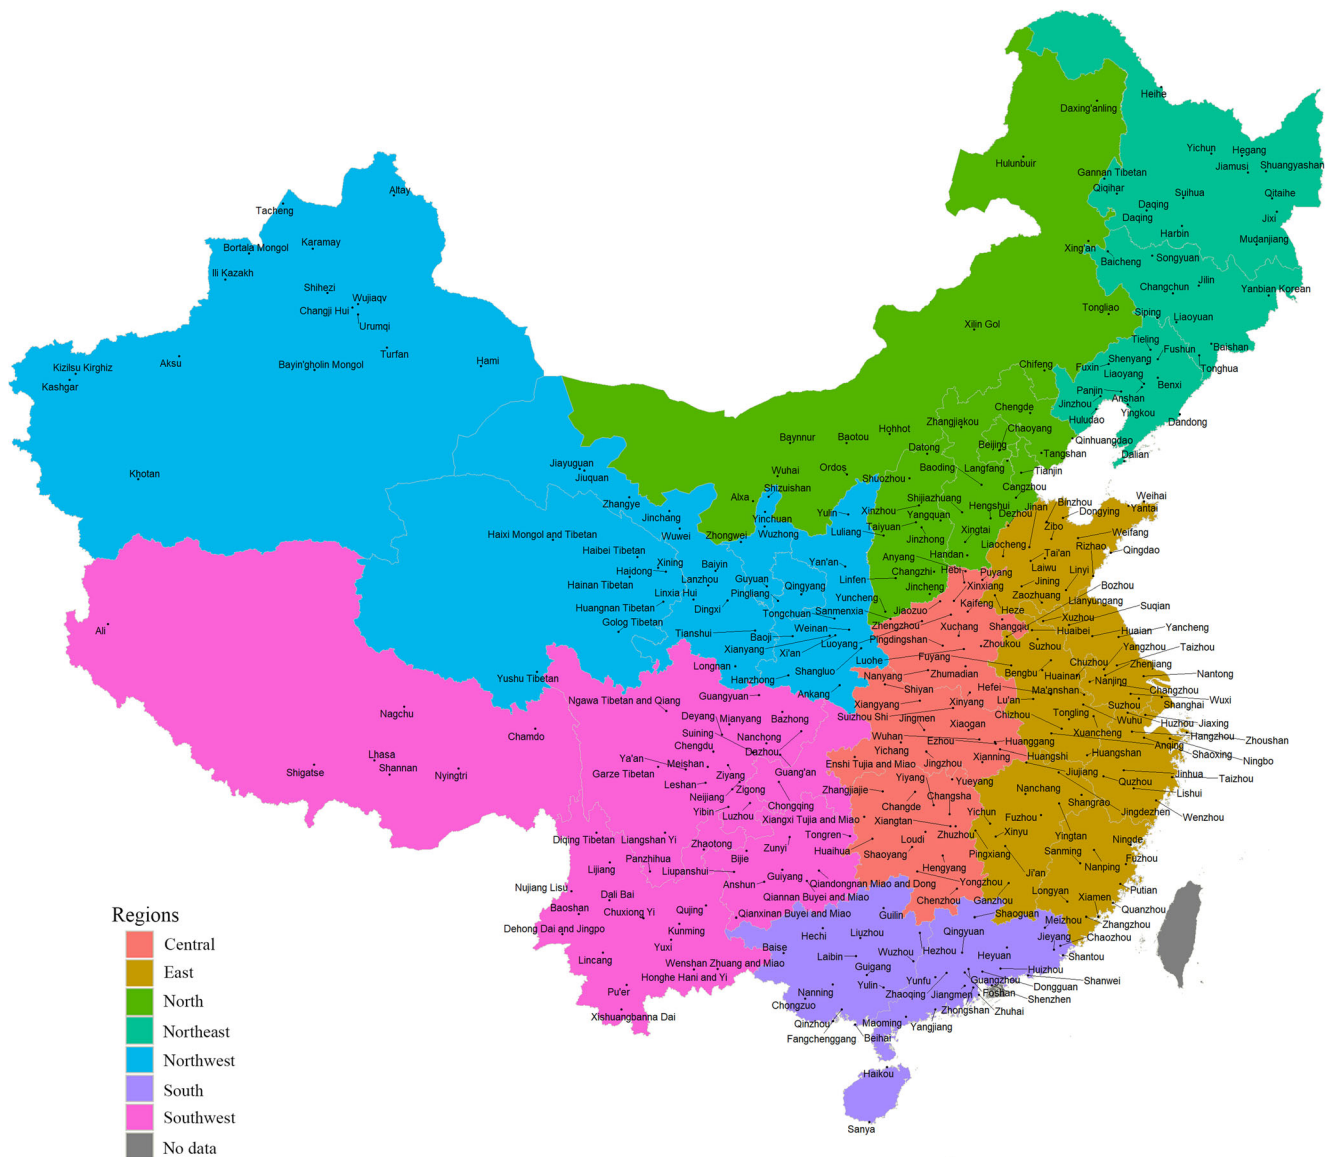 Heihe
Daxing'anling
Yichun
Hegang
Hulunbuir
Jiamusi
Shuangyashan
Gannan Tibetan
Altay
Qiqihar
Suihua
Qitaihe
Tacheng
Daqing
Daqing
Jixi
Harbin
Karamay
Mudanjiang
Bortala Mongol
Xing'an
Baicheng
Songyuan
Ili Kazakh
Jilin
Shihezi
Changchun
Yanbian Korean
Wujiaqv
Changji Hui
Tongliao
Siping
Liaoyuan
Urumqi
Xilin Gol
Tieling
Baishan
Turfan
Fushun
Shenyang
Hami
Aksu
Bayin'gholin Mongol
Chifeng
Fuxin
Tonghua
Kizilsu Kirghiz
Liaoyang
Kashgar
Benxi
Panjin
Anshan
Jinzhou
Chengde
Yingkou
Huludao
Dandong
Zhangjiakou
Chaoyang
Hohhot
Qinhuangdao
Baynnur
Baotou
Beijing
Datong
Tangshan
Dalian
Jiayuguan
Ordos
Baoding
Langfang
Khotan
Wuhai
Tianjin
Jiuquan
Shuozhou
Shizuishan
Cangzhou
Zhangye
Alxa
Shijiazhuang
Binzhou
Weihai
Xinzhou
Hengshui
Jinan
Yantai
Yulin
Yangquan
Dezhou
Dongying
Jinchang
Yinchuan
Taiyuan
Zibo
Luliang
Xingtai
Weifang
Haixi Mongol and Tibetan
Wuwei
Zhongwei
Wuzhong
Jinzhong
Liaocheng
Rizhao
Haibei Tibetan
Handan
Tai'an
Qingdao
Anyang
Xining
Baiyin
Yan'an
Laiwu
Haidong
Hebi
Puyang
Linyi
Lanzhou
Guyuan
Linfen
Changzhi
Jining
Hainan Tibetan
Qingyang
Xinxiang
Bozhou
Jincheng
Pingliang
Zaozhuang
Linxia Hui
Yuncheng
Lianyungang
Huangnan Tibetan
Dingxi
Tongchuan
Sanmenxia
Jiaozuo
Kaifeng
Heze
Suqian
Xuzhou
Golog Tibetan
Zhengzhou
Xuchang
Shangqiu
Yancheng
Ali
Tianshui
Weinan
Huaibei
Baoji
Pingdingshan
Huaian
Xianyang
Luoyang
Zhoukou
Suzhou
Yangzhou
Xi'an
Taizhou
Luohe
Fuyang
Longnan
Shangluo
Chuzhou
Zhenjiang
Bengbu
Yushu Tibetan
Hanzhong
Nanyang
Zhumadian
Huainan
Nantong
Nanjing
Shiyan
Hefei
Changzhou
Ngawa Tibetan and Qiang
Guangyuan
Ankang
Ma'anshan
Xiangyang
Xinyang
Lu'an
Wuxi
Shanghai
Nagchu
Suizhou Shi
Suzhou
Deyang
Bazhong
Jingmen
Chizhou
Tongling
Mianyang
Wuhu
Huzhou
Jiaxing
Xiaogan
Suining
Chamdo
Xuancheng
Hangzhou
Nanchong
Wuhan
Ezhou
Huanggang
Zhoushan
Chengdu
Dazhou
Yichang
Anqing
Shaoxing
Lhasa
Ya'an
Xianning
Huangshi
Huangshan
Ningbo
Meishan
Enshi Tujia and Miao
Jingzhou
Shigatse
Shannan
Nyingtri
Garze Tibetan
Guang'an
Jiujiang
Jinhua
Ziyang
Yiyang
Yueyang
Taizhou
Leshan
Quzhou
Zigong
Zhangjiajie
Changsha
Nanchang
Lishui
Neijiang
Shangrao
Chongqing
Changde
Yibin
Jingdezhen
Luzhou
Yichun
Fuzhou
Wenzhou
Xiangxi Tujia and Miao
Xiangtan
Xinyu
Diqing Tibetan
Liangshan Yi
Tongren
Zhuzhou
Yingtan
Ningde
Loudi
Zhaotong
Zunyi
Huaihua
Sanming
Bijie
Shaoyang
Pingxiang
Fuzhou
Lijiang
Panzhihua
Nanping
Liupanshui
Hengyang
Ji'an
Guiyang
Nujiang Lisu
Anshun
Qiandongnan Miao and Dong
Yongzhou
Longyan
Putian
Dali Bai
Qiannan Buyei and Miao
Chenzhou
Ganzhou
Xiamen
Baoshan
Chuxiong Yi
Qujing
Quanzhou
Qianxinan Buyei and Miao
Guilin
Shaoguan
Meizhou
Zhangzhou
Dehong Dai and Jingpo
Kunming
Hechi
Liuzhou
Qingyuan
Jieyang
Chaozhou
Yuxi
Baise
Hezhou
Heyuan
Lincang
Laibin
Wuzhou
Shantou
Wenshan Zhuang and Miao
Guigang
Huizhou
Honghe Hani and Yi
Yunfu
Guangzhou
Shanwei
Pu'er
Nanning
Yulin
Zhaoqing
Jiangmen
Foshan
Dongguan
Chongzuo
Shenzhen
Xishuangbanna Dai
Zhongshan
Zhuhai
Qinzhou
Maoming
Yangjiang
Fangchenggang
Beihai
Haikou
Sanya
Regions
Central
East
North
Northeast
Northwest
South
Southwest
No data